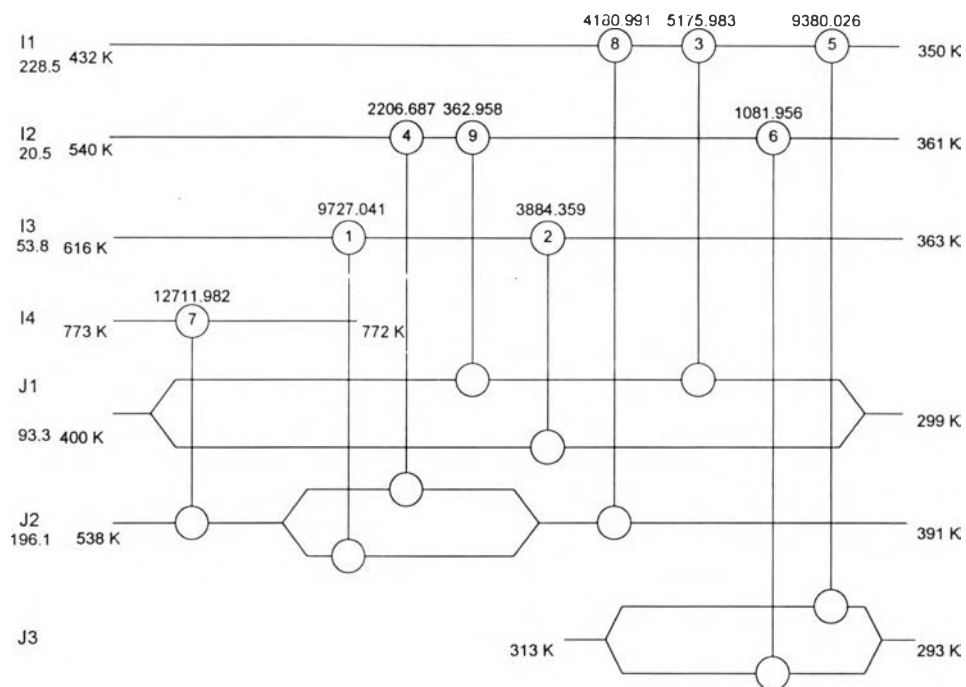 4180.991 5175.983 9380.026
I1 432 K 8 3 5 350 K
228.5
2206.687 362.958 1081.956
I2 540 K 4 9 6 361 K
20.5
9727.041 3884.359
I3 616 K 1 2 363 K
53.8
12711.982
I4 773 K 7 772 K
J1
93.3 400 K 299 K
J2 538 K 391 K
196.1
J3 313 K 293 K